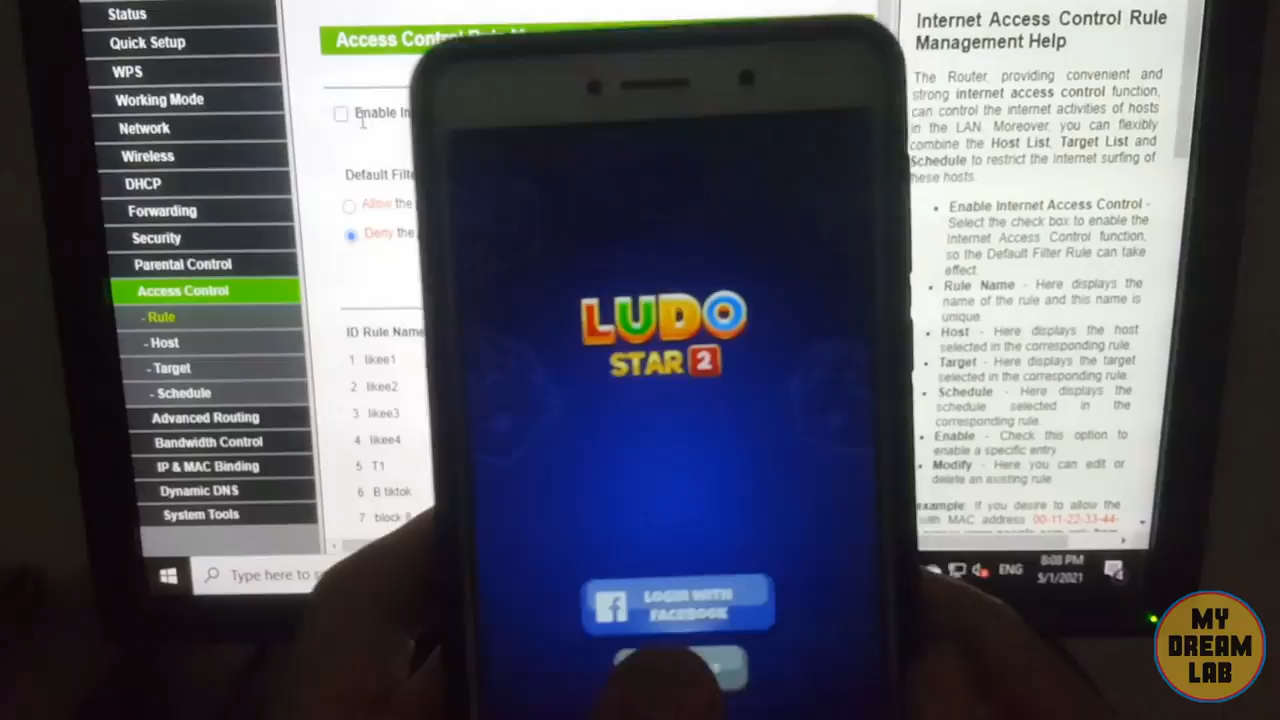 Status
Quick Setup
WPS
Working Mode
Network
Wireless
DHCP
Forwarding
Security
Parental Control
Access Control
- Rule
- Host
- Target
- Schedule
Advanced Routing
Bandwidth Control
IP & MAC Binding
Dynamic DNS
System Tools
Type here to s
Access Control
Enable In
Default Filte
Allow the
Deny the
ID Rule Name
1 likee1
2 likee2
3 likee3
4 likee4
5 T1
6 B tiktok
7 block
LUDO
STAR 2
LOGIN WITH
FACEBOOK
Internet Access Control Rule
Management Help
The Router, providing convenient and
strong internet access control function,
can control the internet activities of hosts
in the LAN. Moreover, you can flexibly
combine the Host List, Target List and
Schedule to restrict the Internet surfing of
these hosts.
• Enable Internet Access Control -
Select the check box to enable the
Internet Access Control function,
so the Default Filter Rule can take
effect.
• Rule Name - Here displays the
name of the rule and this name is
unique.
• Host - Here displays the host
selected in the corresponding rule.
• Target - Here displays the target
selected in the corresponding rule.
• Schedule - Here displays the
schedule selected in the
corresponding rule.
• Enable - Check this option to
enable a specific entry.
• Modify - Here you can edit or
delete an existing rule.
example: If you desire to allow the
with MAC address 00-11-22-33-44-
ENG
8:08 PM
5/1/2021
4
MY
DREAM
LAB